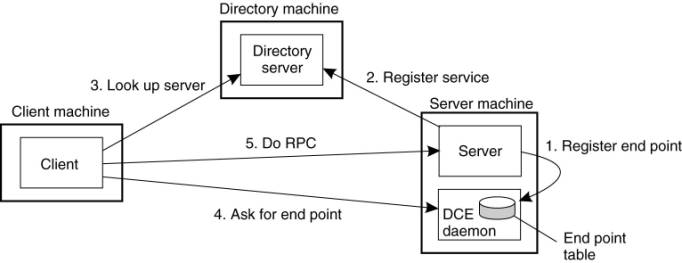 Directory machine
Directory
server
3. Look up server
2. Register service
Client machine
Server machine
Client
5. Do RPC
Server
1. Register end point
4. Ask for end point
DCE
daemon
End point
table